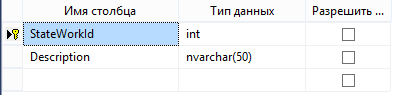 Имя столбца Тип данных Разрешить ...
StateWorkId int
Description nvarchar(50)